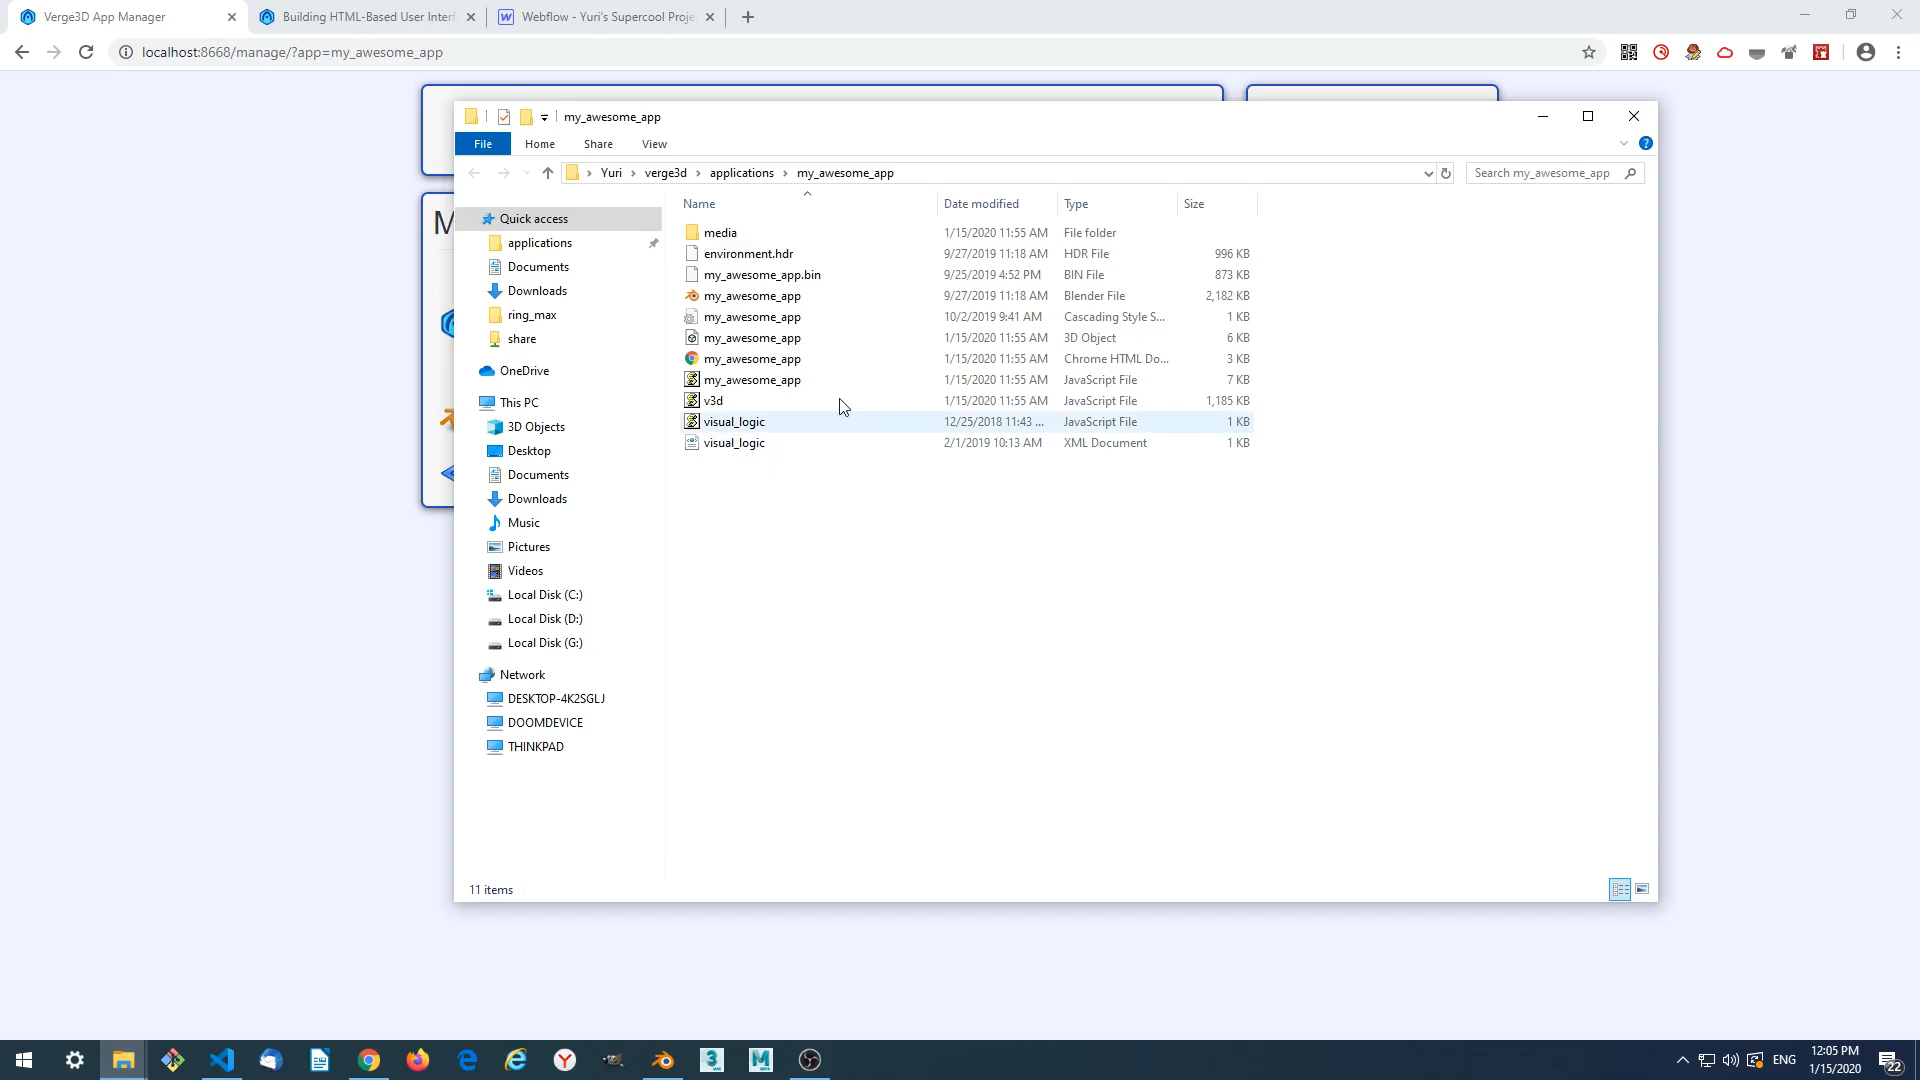 Verge3D App Manager
Building HTML-Based User Interf
Webflow - Yuri's Supercool Proje
localhost:8668/manage/?app=my_awesome_app
my_awesome_app
File Home Share View
Yuri verge3d applications my_awesome_app
Search my_awesome_app
M
Name Date modified Type Size
Quick access
applications
Documents
Downloads
ring_max
share
OneDrive
This PC
3D Objects
Desktop
Documents
Downloads
Music
Pictures
Videos
Local Disk (C:)
Local Disk (D:)
Local Disk (G:)
Network
DESKTOP-4K2SGLJ
DOOMDEVICE
THINKPAD
media 1/15/2020 11:55 AM File folder
environment.hdr 9/27/2019 11:18 AM HDR File 996 KB
my_awesome_app.bin 9/25/2019 4:52 PM BIN File 873 KB
my_awesome_app 9/27/2019 11:18 AM Blender File 2,182 KB
my_awesome_app 10/2/2019 9:41 AM Cascading Style S... 1 KB
my_awesome_app 1/15/2020 11:55 AM 3D Object 6 KB
my_awesome_app 1/15/2020 11:55 AM Chrome HTML Do... 3 KB
my_awesome_app 1/15/2020 11:55 AM JavaScript File 7 KB
v3d 1/15/2020 11:55 AM JavaScript File 1,185 KB
visual_logic 12/25/2018 11:43 ... JavaScript File 1 KB
visual_logic 2/1/2019 10:13 AM XML Document 1 KB
11 items
ENG
12:05 PM
1/15/2020
22